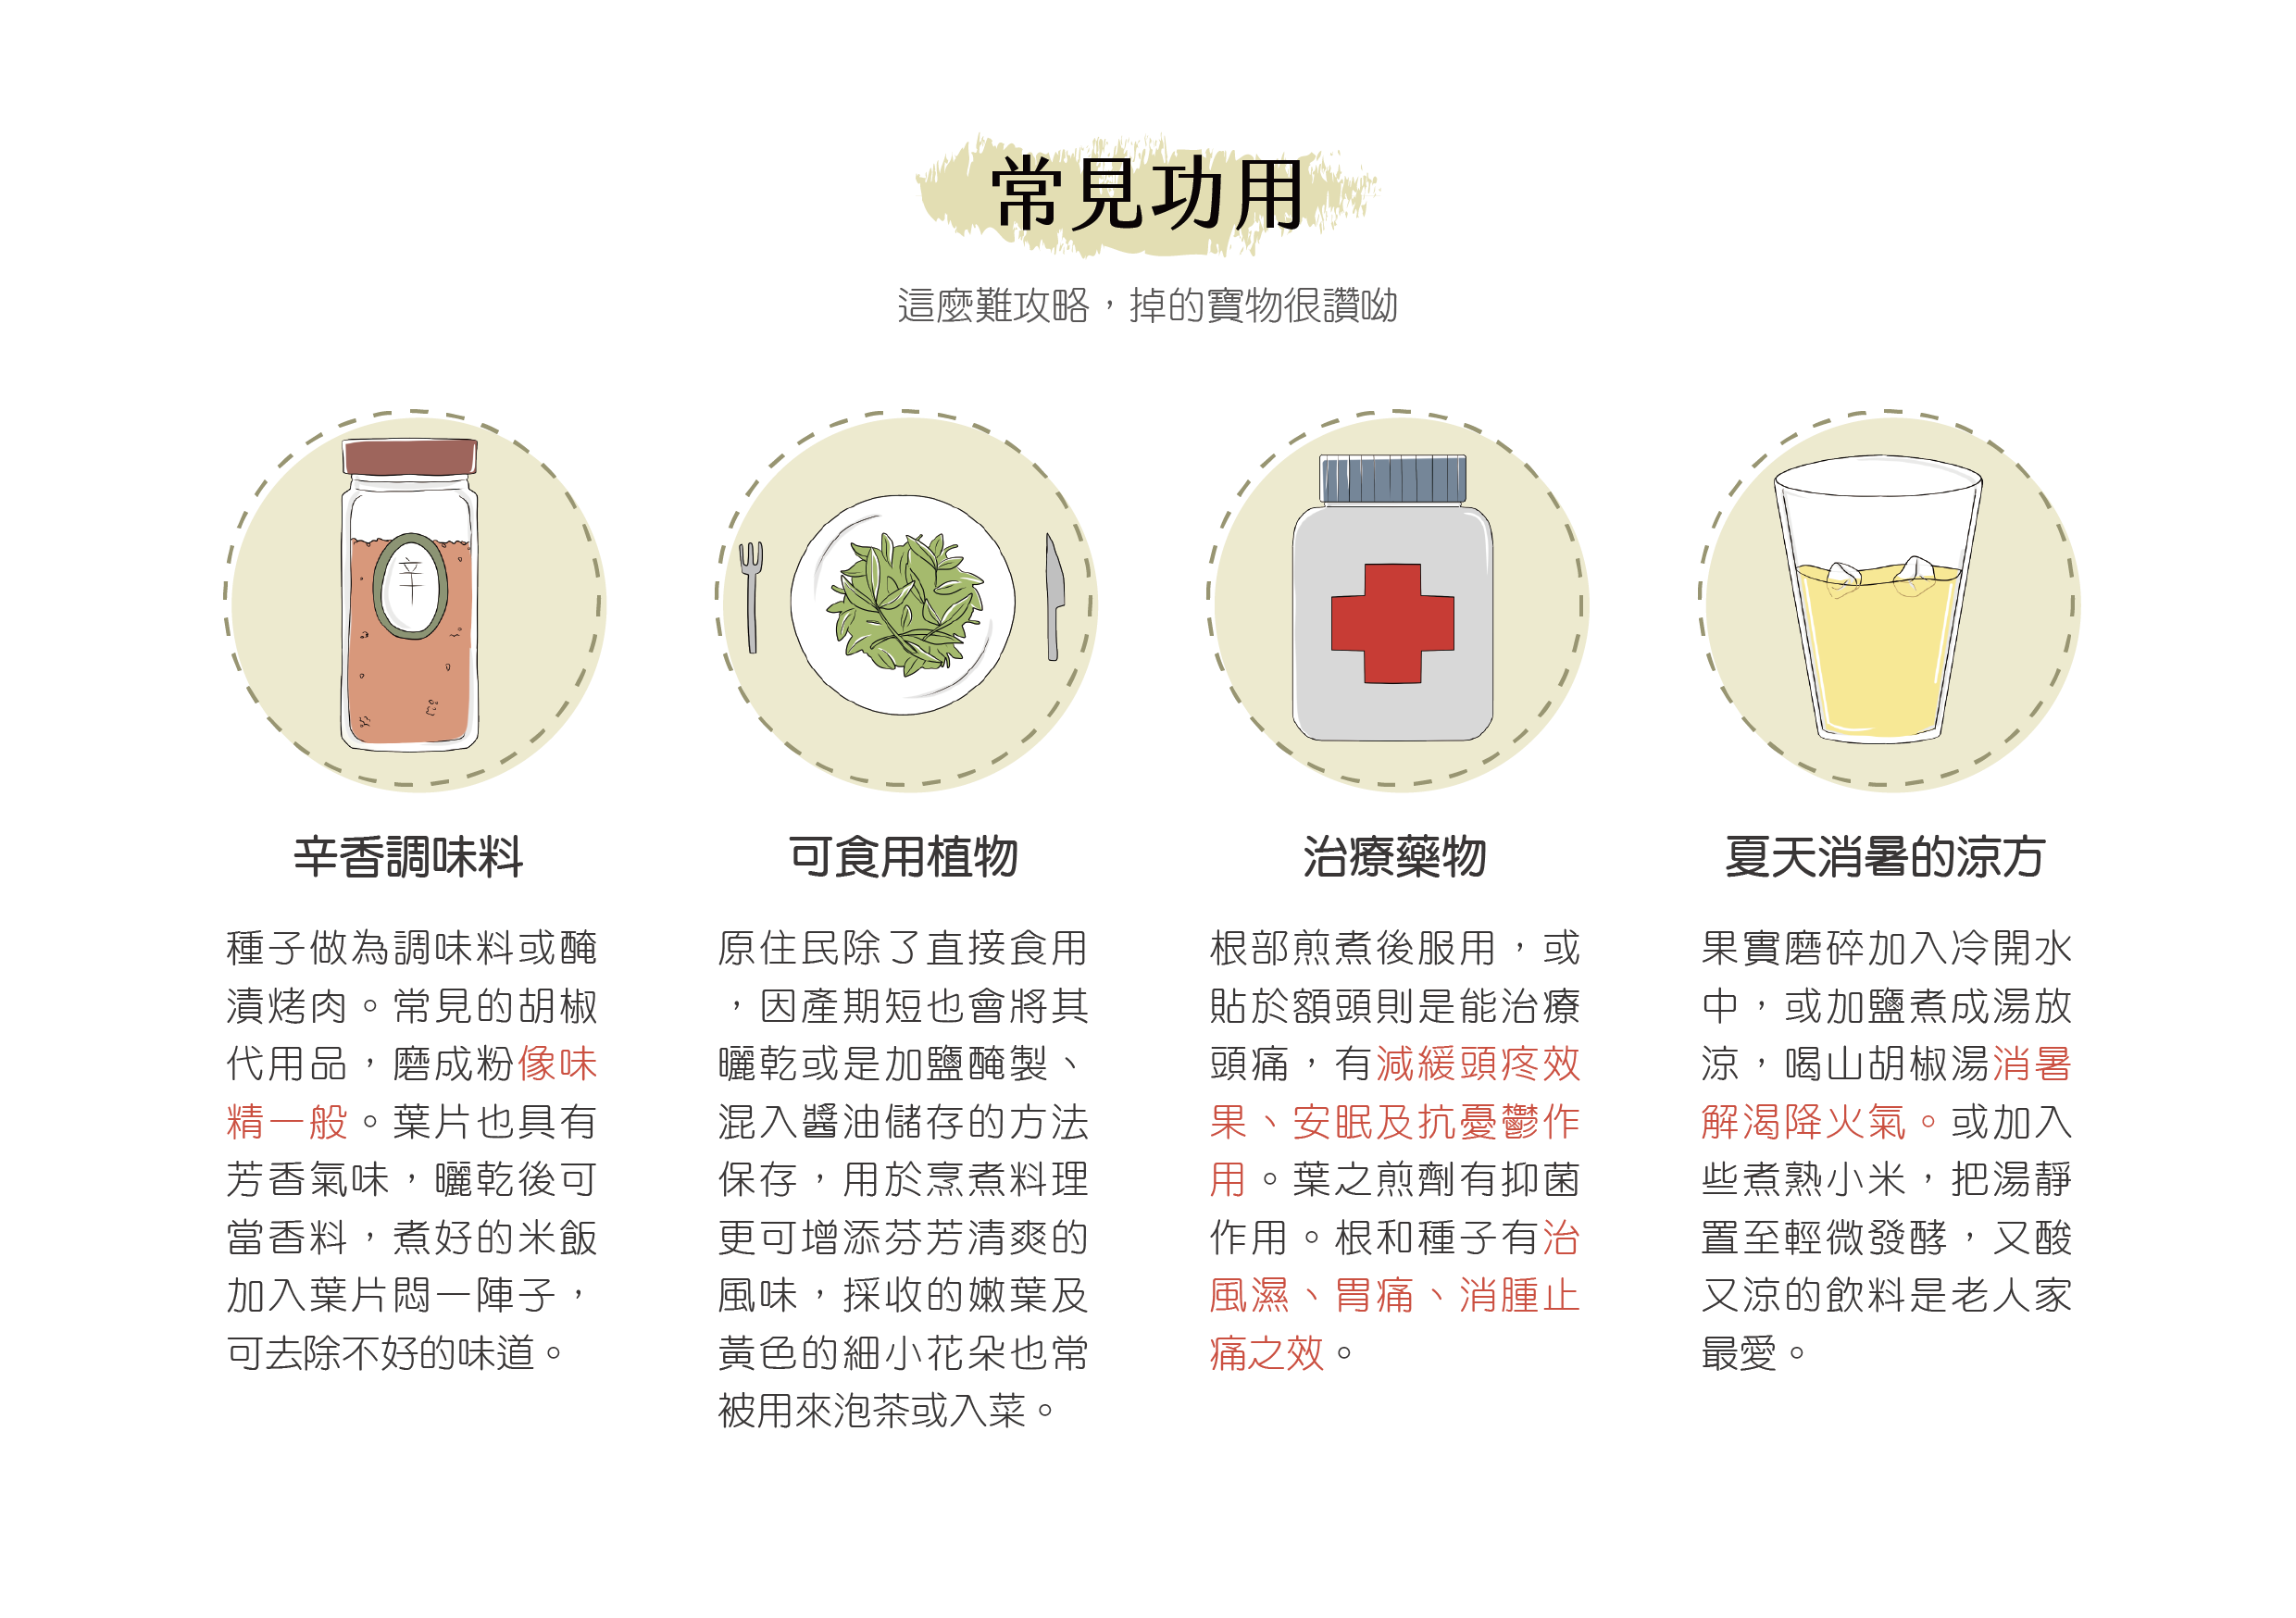 常見功用
這麼難攻略，掉的寶物很讚呦
辛
辛香調味料
種子做為調味料或醃
漬烤肉。常見的胡椒
代用品，磨成粉像味
精一般。葉片也具有
芳香氣味，曬乾後可
當香料，煮好的米飯
加入葉片悶一陣子，
可去除不好的味道。
可食用植物
原住民除了直接食用
，因產期短也會將其
曬乾或是加鹽醃製、
混入醬油儲存的方法
保存，用於烹煮料理
更可增添芬芳清爽的
風味，採收的嫩葉及
黃色的細小花朵也常
被用來泡茶或入菜。
治療藥物
根部煎煮後服用，或
貼於額頭則是能治療
頭痛，有減緩頭疼效
果、安眠及抗憂鬱作
用。葉之煎劑有抑菌
作用。根和種子有治
風濕、胃痛、消腫止
痛之效。
夏天消暑的涼方
果實磨碎加入冷開水
中，或加鹽煮成湯放
涼，喝山胡椒湯消暑
解渴降火氣。或加入
些煮熟小米，把湯靜
置至輕微發酵，又酸
又涼的飲料是老人家
最愛。